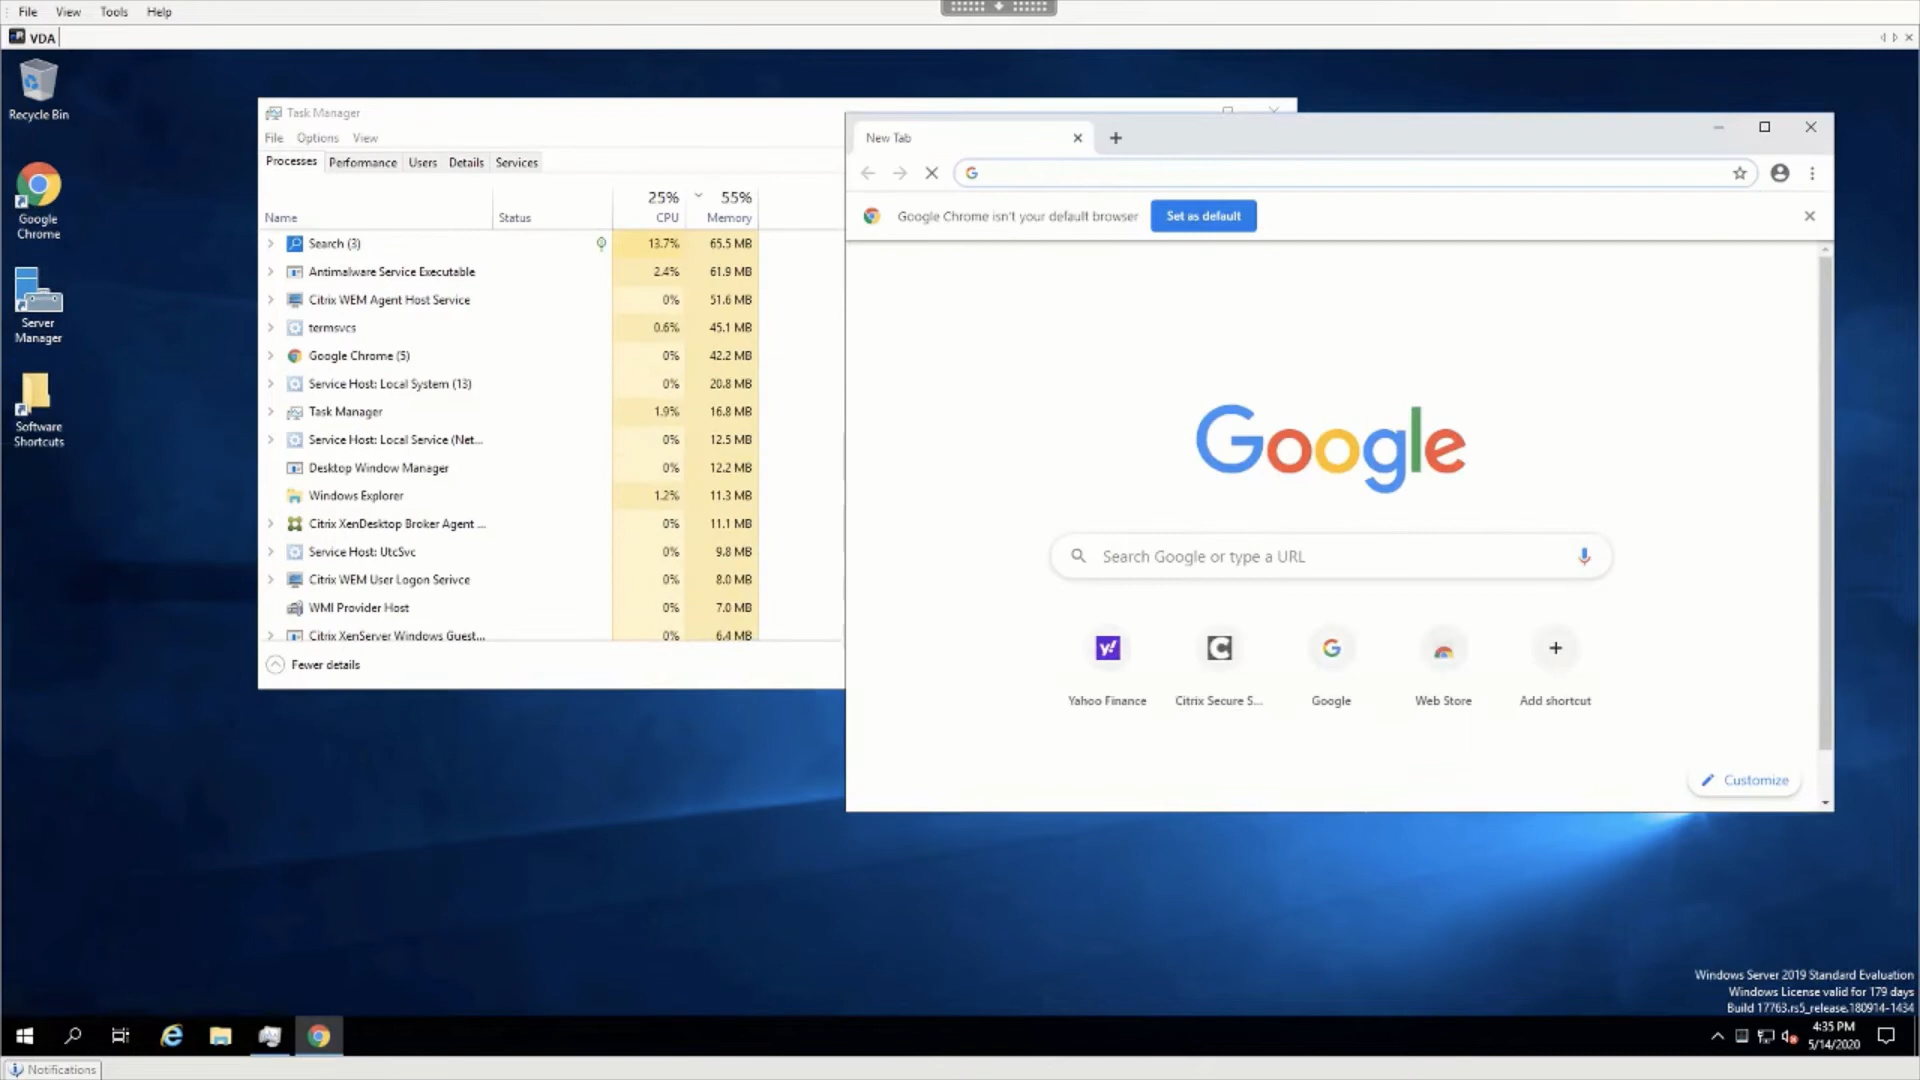 File View Tools Help
VDA
Recycle Bin
Google
Chrome
Server
Manager
Software
Shortcuts
Task Manager
File Options View
Processes Performance Users Details Services
25% 55%
Name Status CPU Memory
Search (3) 13.7% 65.5 MB
Antimalware Service Executable 2.4% 61.9 MB
Citrix WEM Agent Host Service 0% 51.6 MB
termsvcs 0.6% 45.1 MB
Google Chrome (5) 0% 42.2 MB
Service Host: Local System (13) 0% 20.8 MB
Task Manager 1.9% 16.8 MB
Service Host: Local Service (Net... 0% 12.5 MB
Desktop Window Manager 0% 12.2 MB
Windows Explorer 1.2% 11.3 MB
Citrix XenDesktop Broker Agent ... 0% 11.1 MB
Service Host: UtcSvc 0% 9.8 MB
Citrix WEM User Logon Serivce 0% 8.0 MB
WMI Provider Host 0% 7.0 MB
Citrix XenServer Windows Guest... 0% 6.4 MB
Fewer details
New Tab
Google Chrome isn't your default browser Set as default
Google
Search Google or type a URL
Yahoo Finance Citrix Secure S... Google Web Store Add shortcut
Customize
Windows Server 2019 Standard Evaluation
Windows License valid for 179 days
Build 17763.rs5_release.180914-1434
4:35 PM
5/14/2020
Notifications